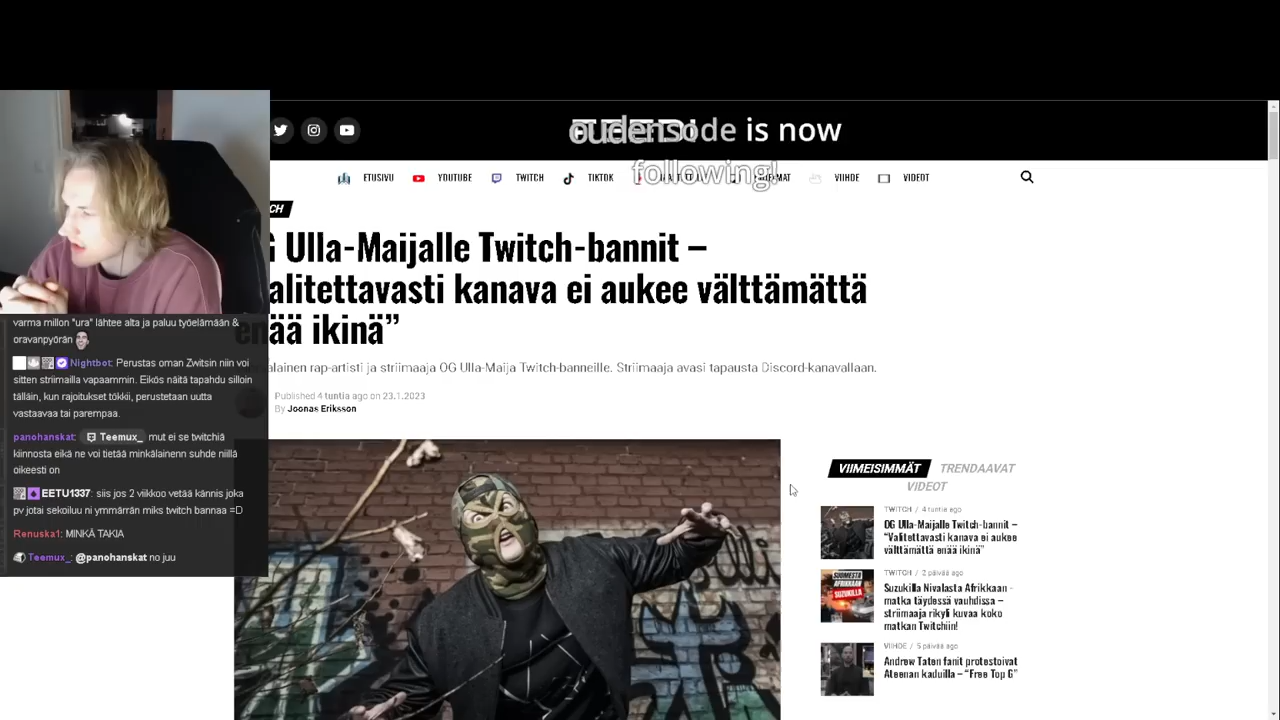 oudensode is now
following!
ETUSIVU YOUTUBE TWITCH TIKTOK VIIHDE VIDEOT
CH
G Ulla-Maijalle Twitch-bannit –
alitettavasti kanava ei aukee välttämättä
enää ikinä”
alainen rap-artisti ja striimaaja OG Ulla-Maija Twitch-banneille. Striimaaja avasi tapausta Discord-kanavallaan.
Published 4 tuntia ago on 23.1.2023
By Joonas Eriksson
varma millon "ura" lähtee alta ja paluu työelämään &
oravanpyörän
Nightbot: Perustas oman Zwitsin niin voi
sitten striimailla vapaammin. Eikös näitä tapahdu silloin
tälläin, kun rajoitukset tökkii, perustetaan uutta
vastaavaa tai parempaa.
panohanskat: Teemux_ mut ei se twitchiä
kiinnosta eikä ne voi tietää minkälainenn suhde niillä
oikeesti on
EETU1337: siis jos 2 viikkoo vetää kännis joka
pv jotai sekoiluu ni ymmärrän miks twitch bannaa =D
Renuska1: MINKÄ TAKIA
Teemux_: @panohanskat no juu
VIIMEISIMMÄT TRENDAAVAT
VIDEOT
TWITCH / 4 tuntia ago
OG Ulla-Maijalle Twitch-bannit –
“Valitettavasti kanava ei aukee
välttämättä enää ikinä”
TWITCH / 2 päivää ago
SUOMESTA
AFRIKKAAN
SUZUKILLA
Suzukilla Nivalasta Afrikkaan -
matka täydessä vauhdissa –
striimaaja rikyli kuvaa koko
matkan Twitchiin!
VIIHDE / 5 päivää ago
Andrew Taten fanit protestoivat
Ateenan kaduilla – “Free Top G”